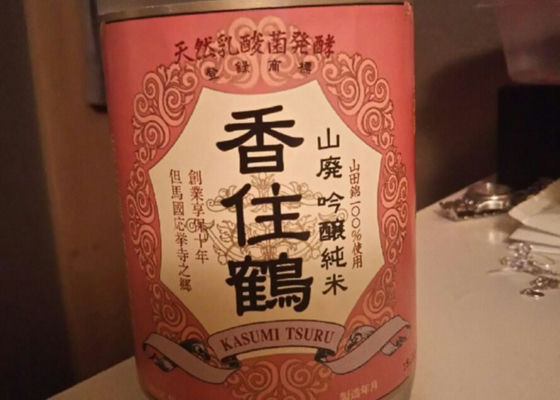 天然乳酸菌発酵
登録商標
山田錦一〇〇%使用
山廃 吟醸純米
香住鶴
創業享保十年
但馬國応挙寺之郷
KASUMI TSURU
製造年月